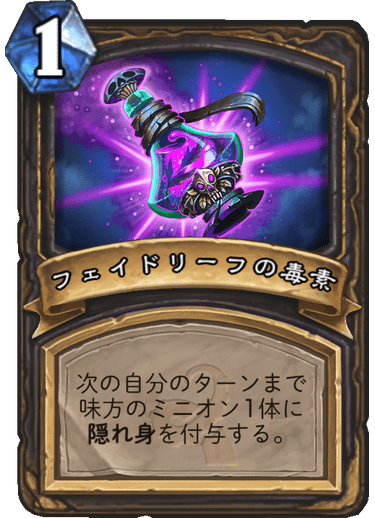 1
フェイドリーフの毒素
次の自分のターンまで
味方のミニオン1体に
隠れ身を付与する。